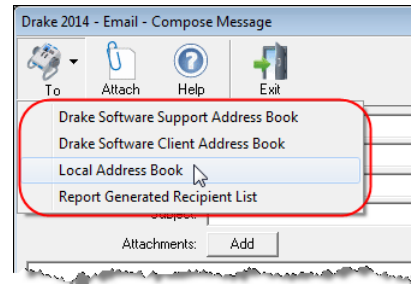 Drake 2014 - Email - Compose Message
To Attach Help Exit
Drake Software Support Address Book
Drake Software Client Address Book
Local Address Book
Report Generated Recipient List
Subject:
Attachments: Add